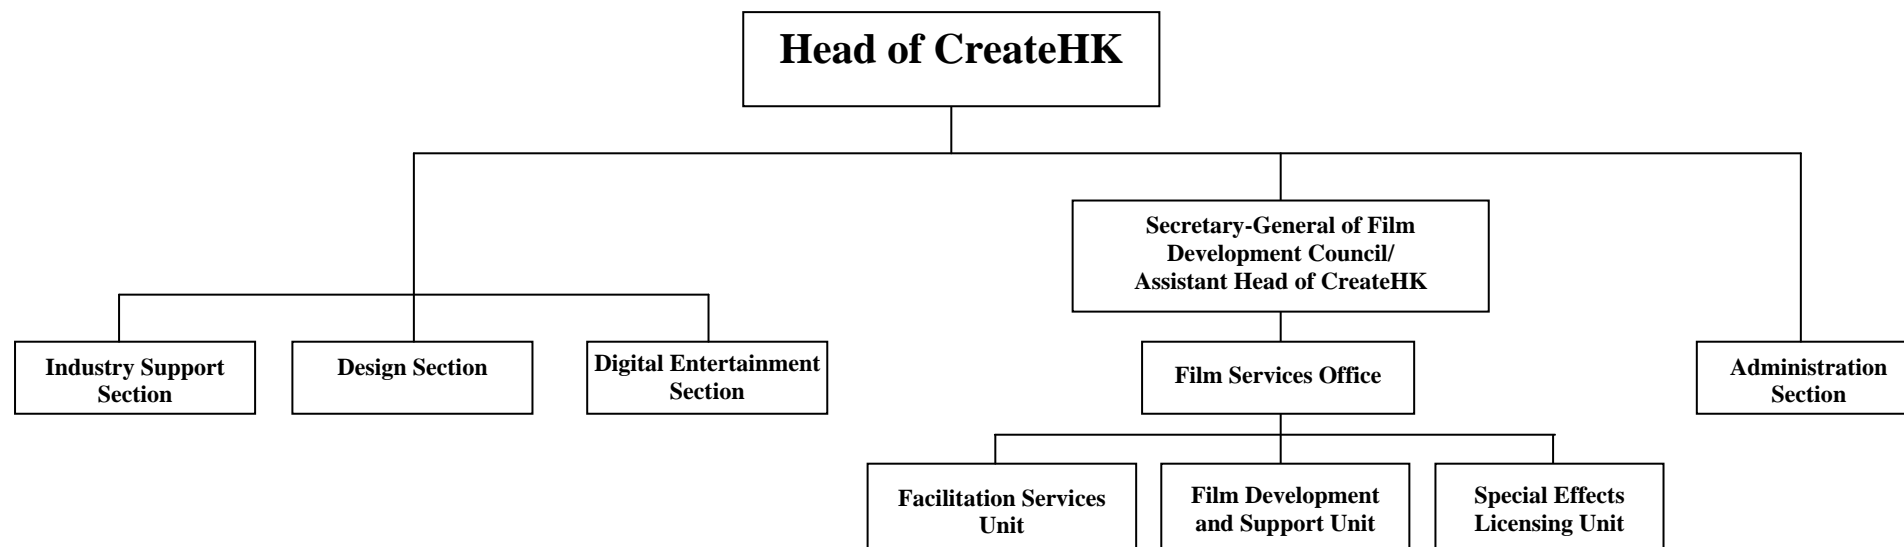 Head of CreateHK
Secretary-General of Film
Development Council/
Assistant Head of CreateHK
Industry Support
Section
Design Section
Digital Entertainment
Section
Film Services Office
Administration
Section
Facilitation Services
Unit
Film Development
and Support Unit
Special Effects
Licensing Unit